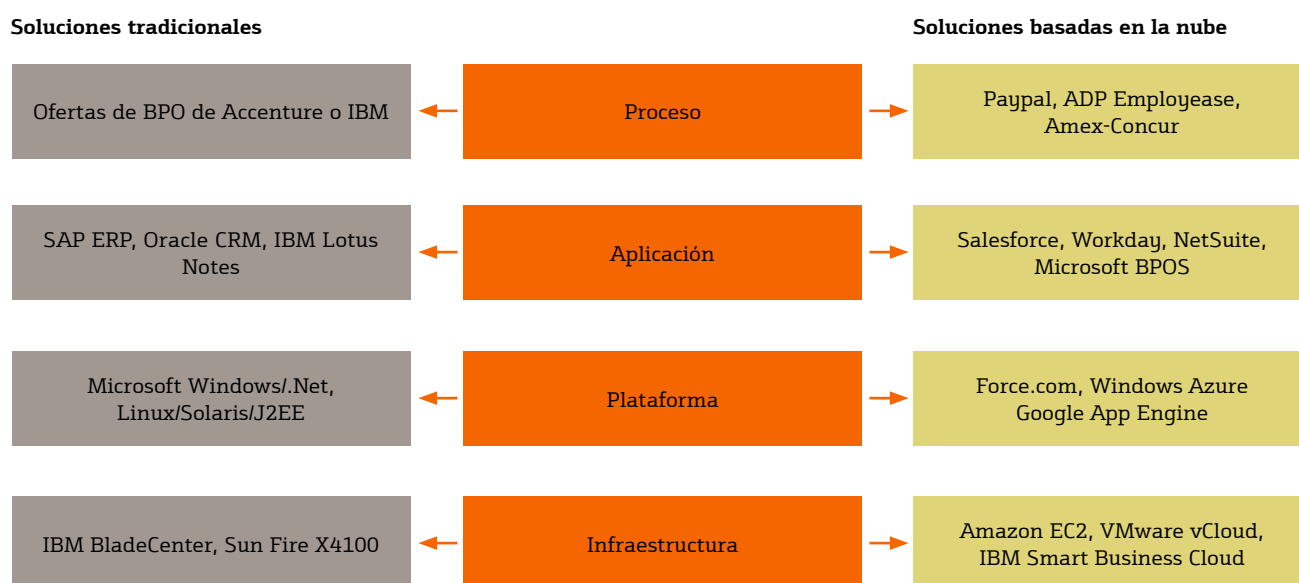 Soluciones tradicionales
Soluciones basadas en la nube
Ofertas de BPO de Accenture o IBM
Proceso
Paypal, ADP Employease,
Amex-Concur
SAP ERP, Oracle CRM, IBM Lotus
Notes
Aplicación
Salesforce, Workday, NetSuite,
Microsoft BPOS
Microsoft Windows/.Net,
Linux/Solaris/J2EE
Plataforma
Force.com, Windows Azure
Google App Engine
IBM BladeCenter, Sun Fire X4100
Infraestructura
Amazon EC2, VMware vCloud,
IBM Smart Business Cloud